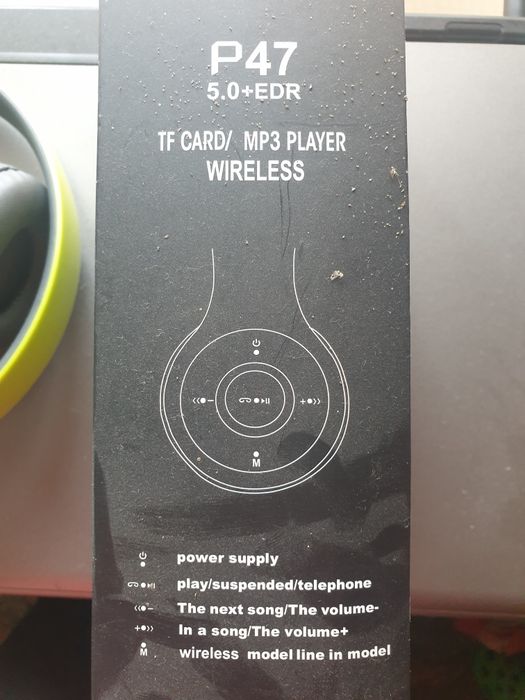 P47
5.0+EDR
TF CARD/ MP3 PLAYER
WIRELESS
M
power supply
play/suspended/telephone
The next song/The volume-
In a song/The volume+
M wireless model line in model